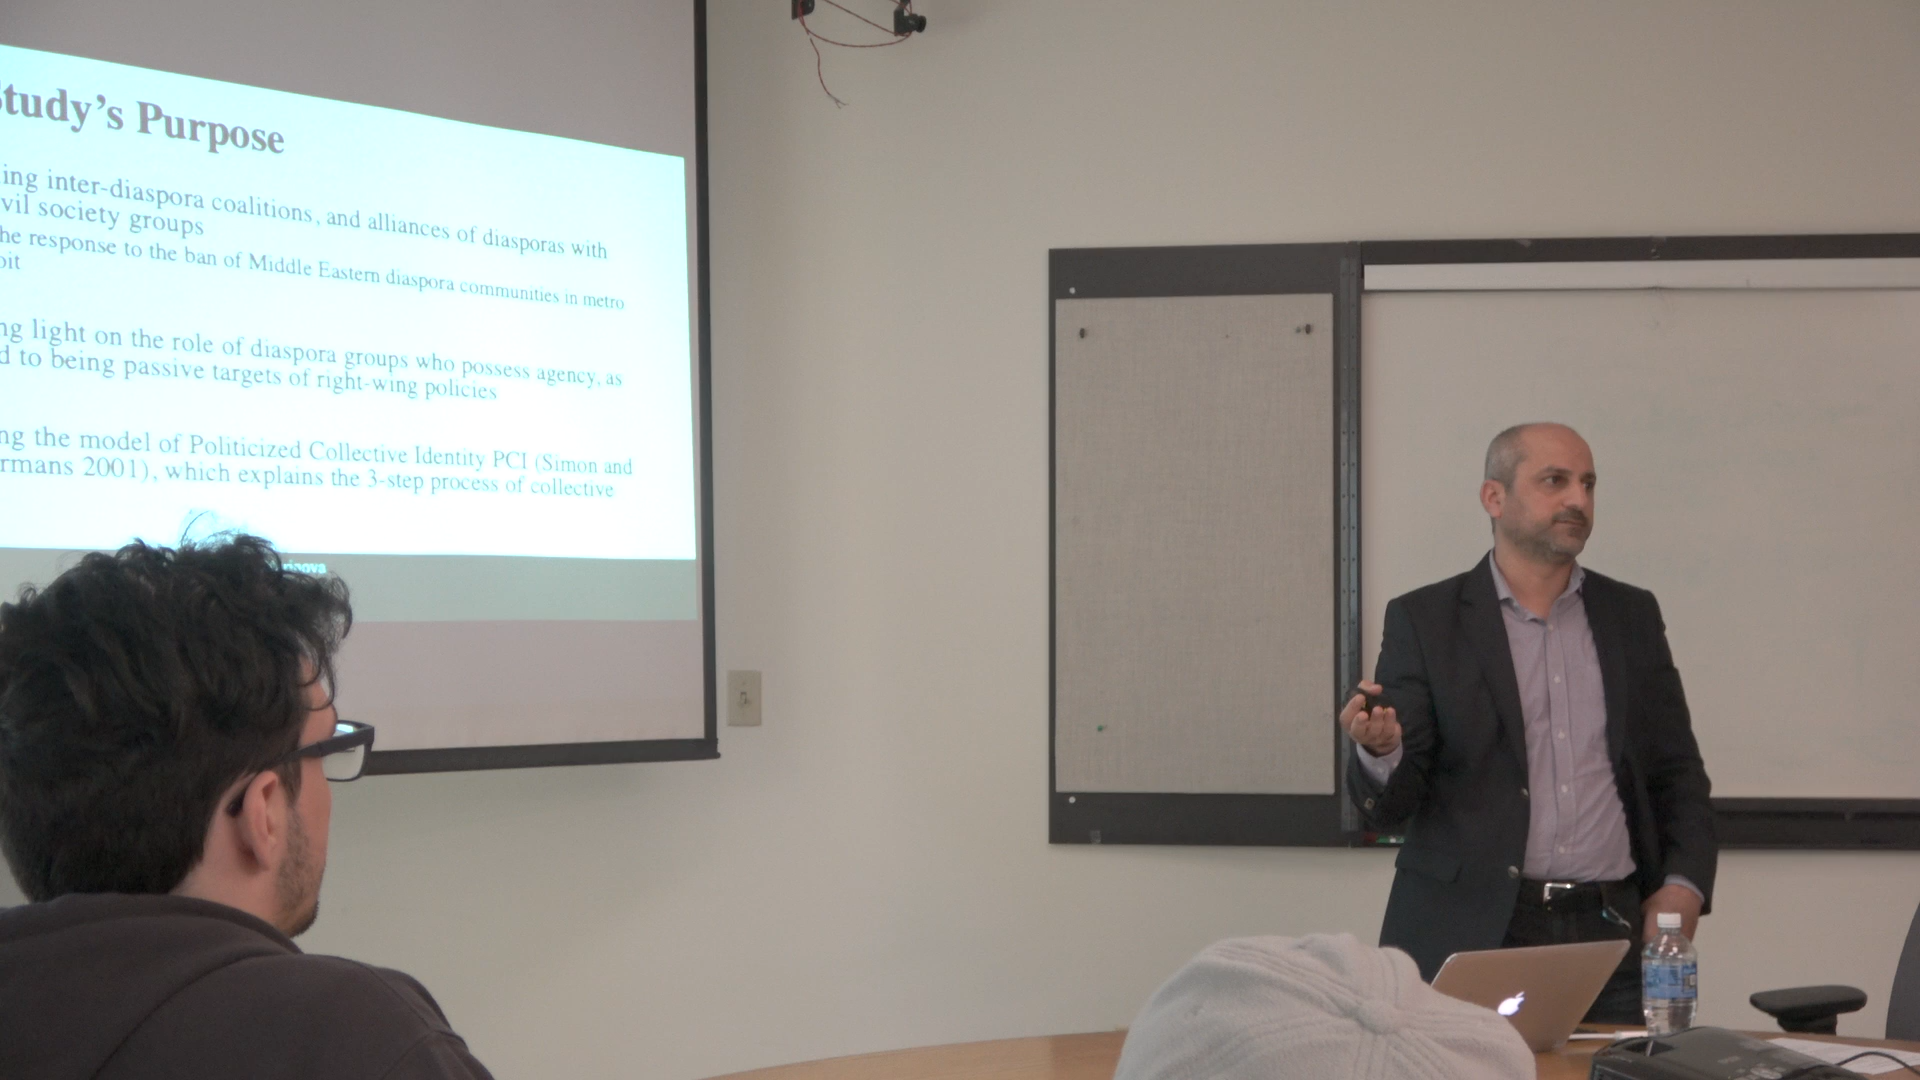 tudy's Purpose
ing inter-diaspora coalitions, and alliances of diasporas with
vil society groups
he response to the ban of Middle Eastern diaspora communities in metro
oit
ng light on the role of diaspora groups who possess agency, as
d to being passive targets of right-wing policies
ng the model of Politicized Collective Identity PCI (Simon and
rmans 2001), which explains the 3-step process of collective